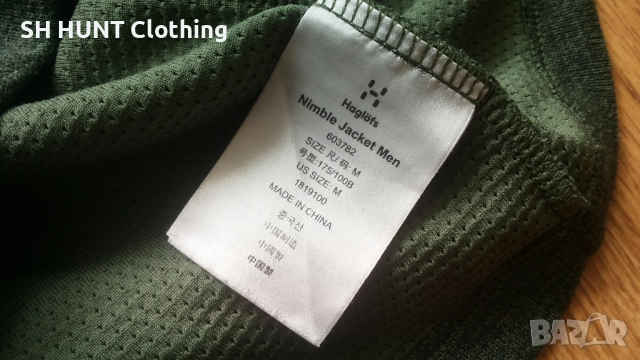 SH HUNT Clothing
Haglöfs
Nimble Jacket Men
603782
SIZE 尺/码: M
号型:175/100B
US SIZE: M
1819100
MADE IN CHINA
중국산
中国制造
中國製
中国製
BAZAR